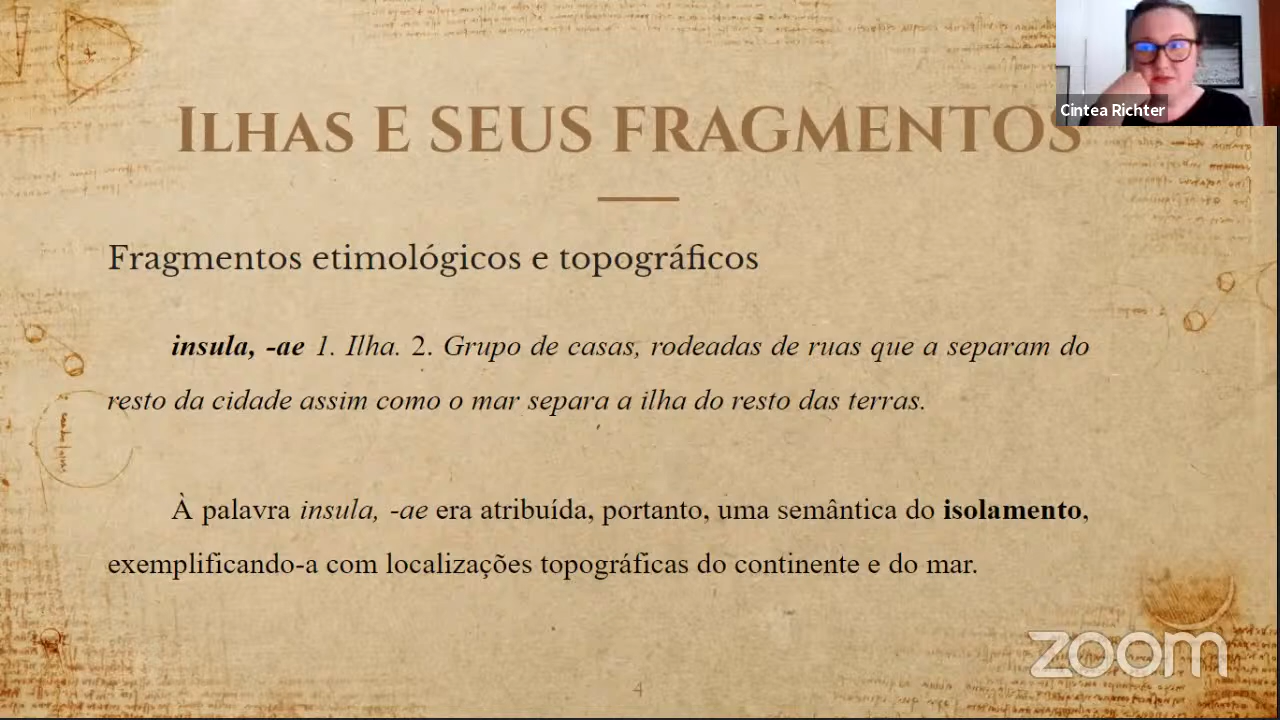 Cintea Richter
ILHAS E SEUS FRAGMENTOS
Fragmentos etimológicos e topográficos
insula, -ae 1. Ilha. 2. Grupo de casas, rodeadas de ruas que a separam do
resto da cidade assim como o mar separa a ilha do resto das terras.
À palavra insula, -ae era atribuída, portanto, uma semântica do isolamento,
exemplificando-a com localizações topográficas do continente e do mar.
zoom
4